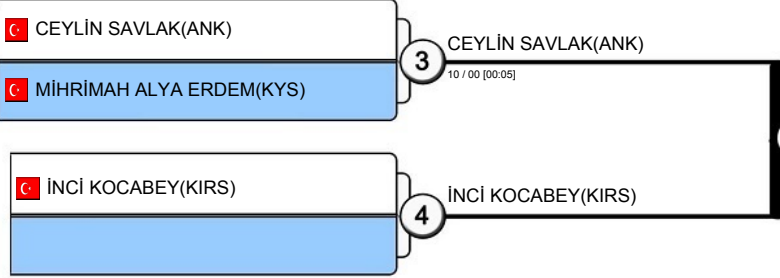 CEYLİN SAVLAK(ANK)
MİHRİMAH ALYA ERDEM(KYS)
3
CEYLİN SAVLAK(ANK)
10 / 00 [00:05]
İNCİ KOCABEY(KIRS)
4
İNCİ KOCABEY(KIRS)